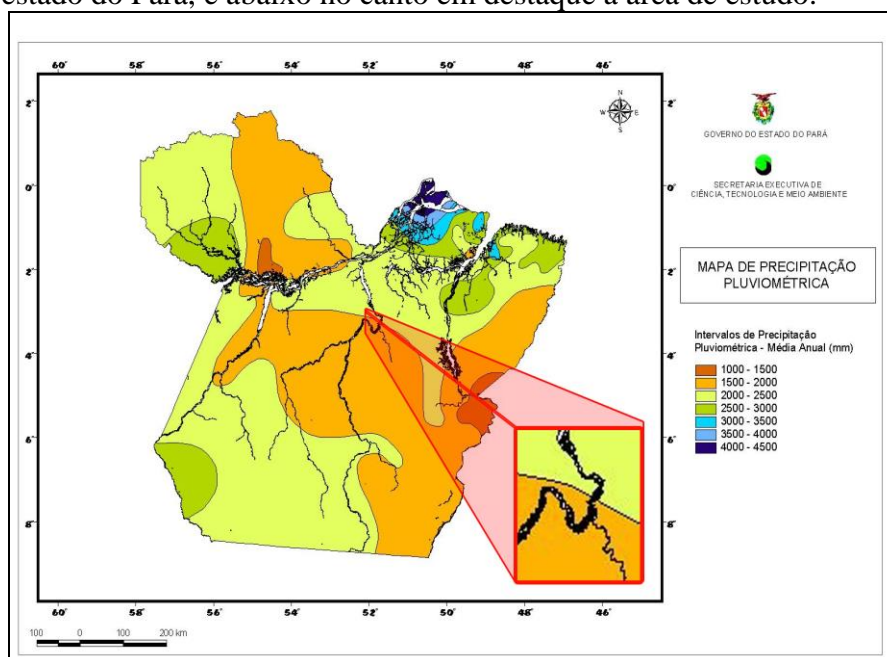 estado do Pará, e abaixo no canto em destaque a área de estudo.
60° 58° 56° 54° 52° 50° 48° 46°
2°
0°
2°
4°
6°
8°
2°
0°
2°
4°
6°
8°
N
W E
S
60° 58° 56° 54° 52° 50° 48° 46°
100 0 100 200 km
GOVERNO DO ESTADO DO PARÁ
SECRETARIA EXECUTIVA DE
CIÊNCIA, TECNOLOGIA E MEIO AMBIENTE
MAPA DE PRECIPITAÇÃO
PLUVIOMÉTRICA
Intervalos de Precipitação
Pluviométrica - Média Anual (mm)
1000 - 1500
1500 - 2000
2000 - 2500
2500 - 3000
3000 - 3500
3500 - 4000
4000 - 4500